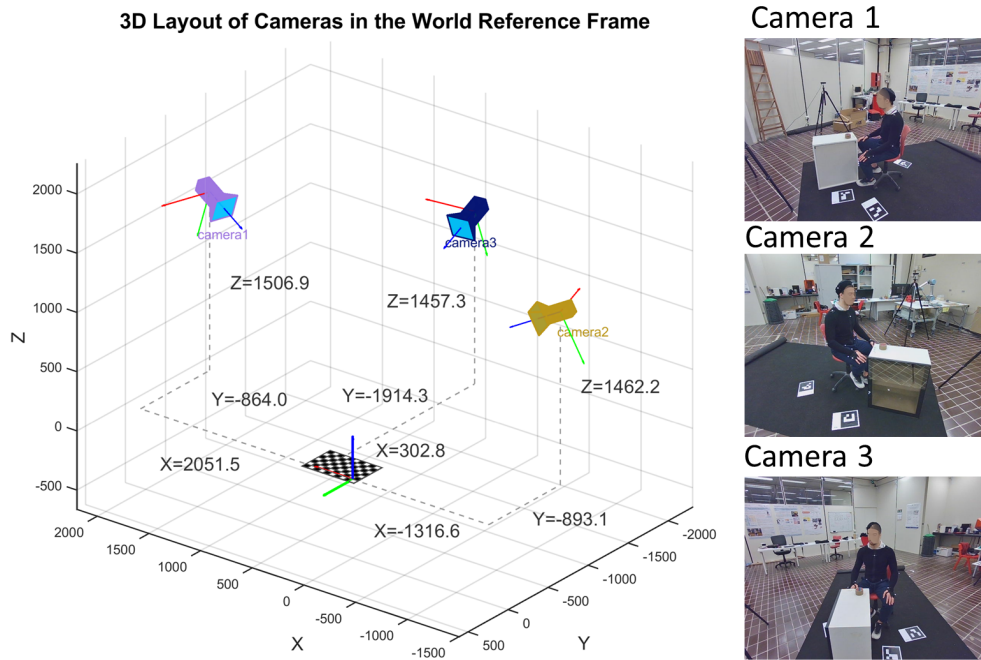 3D Layout of Cameras in the World Reference Frame
Camera 1
2000
1500
1000
500
0
-500
Z
camera1
camera3
camera2
Z=1506.9
Z=1457.3
Z=1462.2
Y=-864.0
Y=-1914.3
X=302.8
X=2051.5
X=-1316.6
Y=-893.1
2000
1500
1000
500
0
-500
-1000
-1500
X
500
0
-500
-1000
-1500
-2000
Y
Camera 2
Camera 3